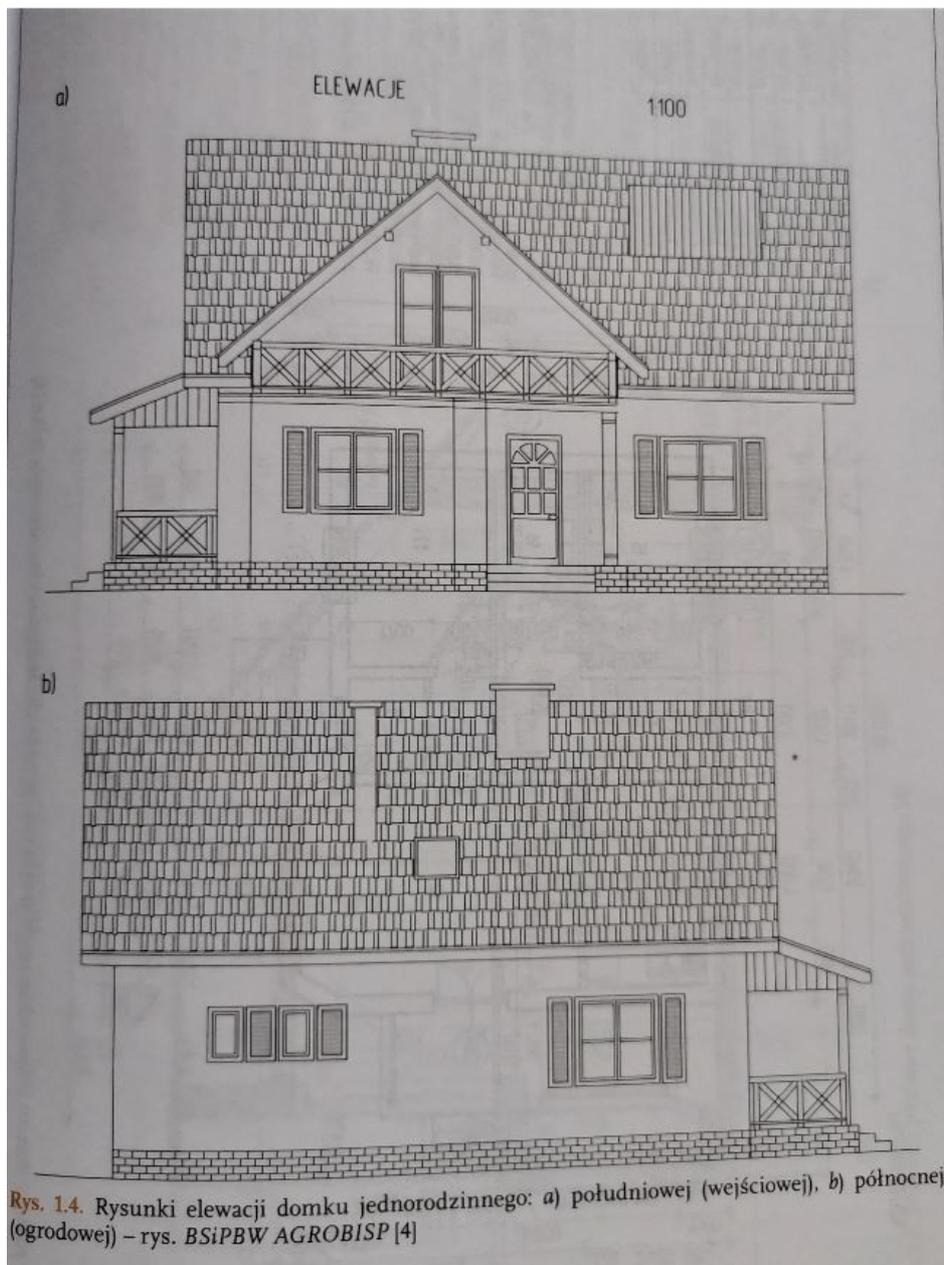 a)
ELEWACJE
1:100
b)
Rys. 1.4. Rysunki elewacji domku jednorodzinnego: a) południowej (wejściowej), b) północnej
(ogrodowej) – rys. BSiPBW AGROBISP [4]